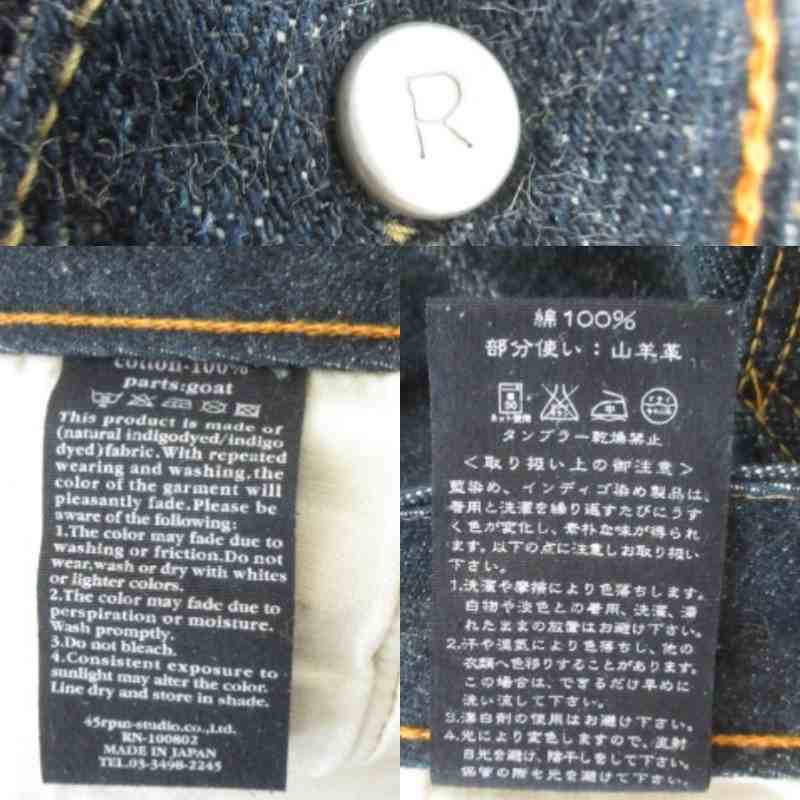 R
cotton-100%
parts:goat
This product is made of
(natural indigodyed/indigo
dyed)fabric.With repeated
wearing and washing,the
color of the garment will
pleasantly fade.Please be
aware of the following:
1.The color may fade due to
washing or friction.Do not
wear,wash or dry with whites
or lighter colors.
2.The color may fade due to
perspiration or moisture.
Wash promptly.
3.Do not bleach.
4.Consistent exposure to
sunlight may alter the color.
Line dry and store in shade.
45rpm-studio.co.,Ltd.
RN-100802
MADE IN JAPAN
TEL.03-3498-2245
綿100%
部分使い:山羊革
タンブラー乾燥禁止
<取り扱い上の御注意>
藍染め、インディゴ染め製品は、
着用と洗濯を繰り返すたびにうす
く色が変化し、素朴な味が得られ
ます。以下の点に注意しお取り扱い
下さい。
1.洗濯や摩擦により色落ちします。
白物や淡色との着用、洗濯、濡
れたままの放置はお避け下さい。
2.汗や湿気により色落ちし、他の
衣類へ色移りすることがあります。
この場合は、できるだけ早めに
洗い流して下さい。
3.漂白剤の使用はお避け下さい。
4.光により変色しますので、直射
日光を避け、陰干しをして下さい。
保管の際も光を避けて下さい。